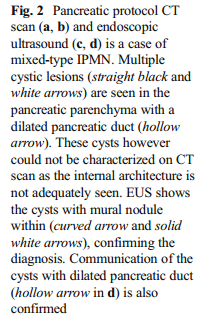 Fig. 2 Pancreatic protocol CT
scan (a, b) and endoscopic
ultrasound (c, d) is a case of
mixed-type IPMN. Multiple
cystic lesions (straight black and
white arrows) are seen in the
pancreatic parenchyma with a
dilated pancreatic duct (hollow
arrow). These cysts however
could not be characterized on CT
scan as the internal architecture is
not adequately seen. EUS shows
the cysts with mural nodule
within (curved arrow and solid
white arrows), confirming the
diagnosis. Communication of the
cysts with dilated pancreatic duct
(hollow arrow in d) is also
confirmed